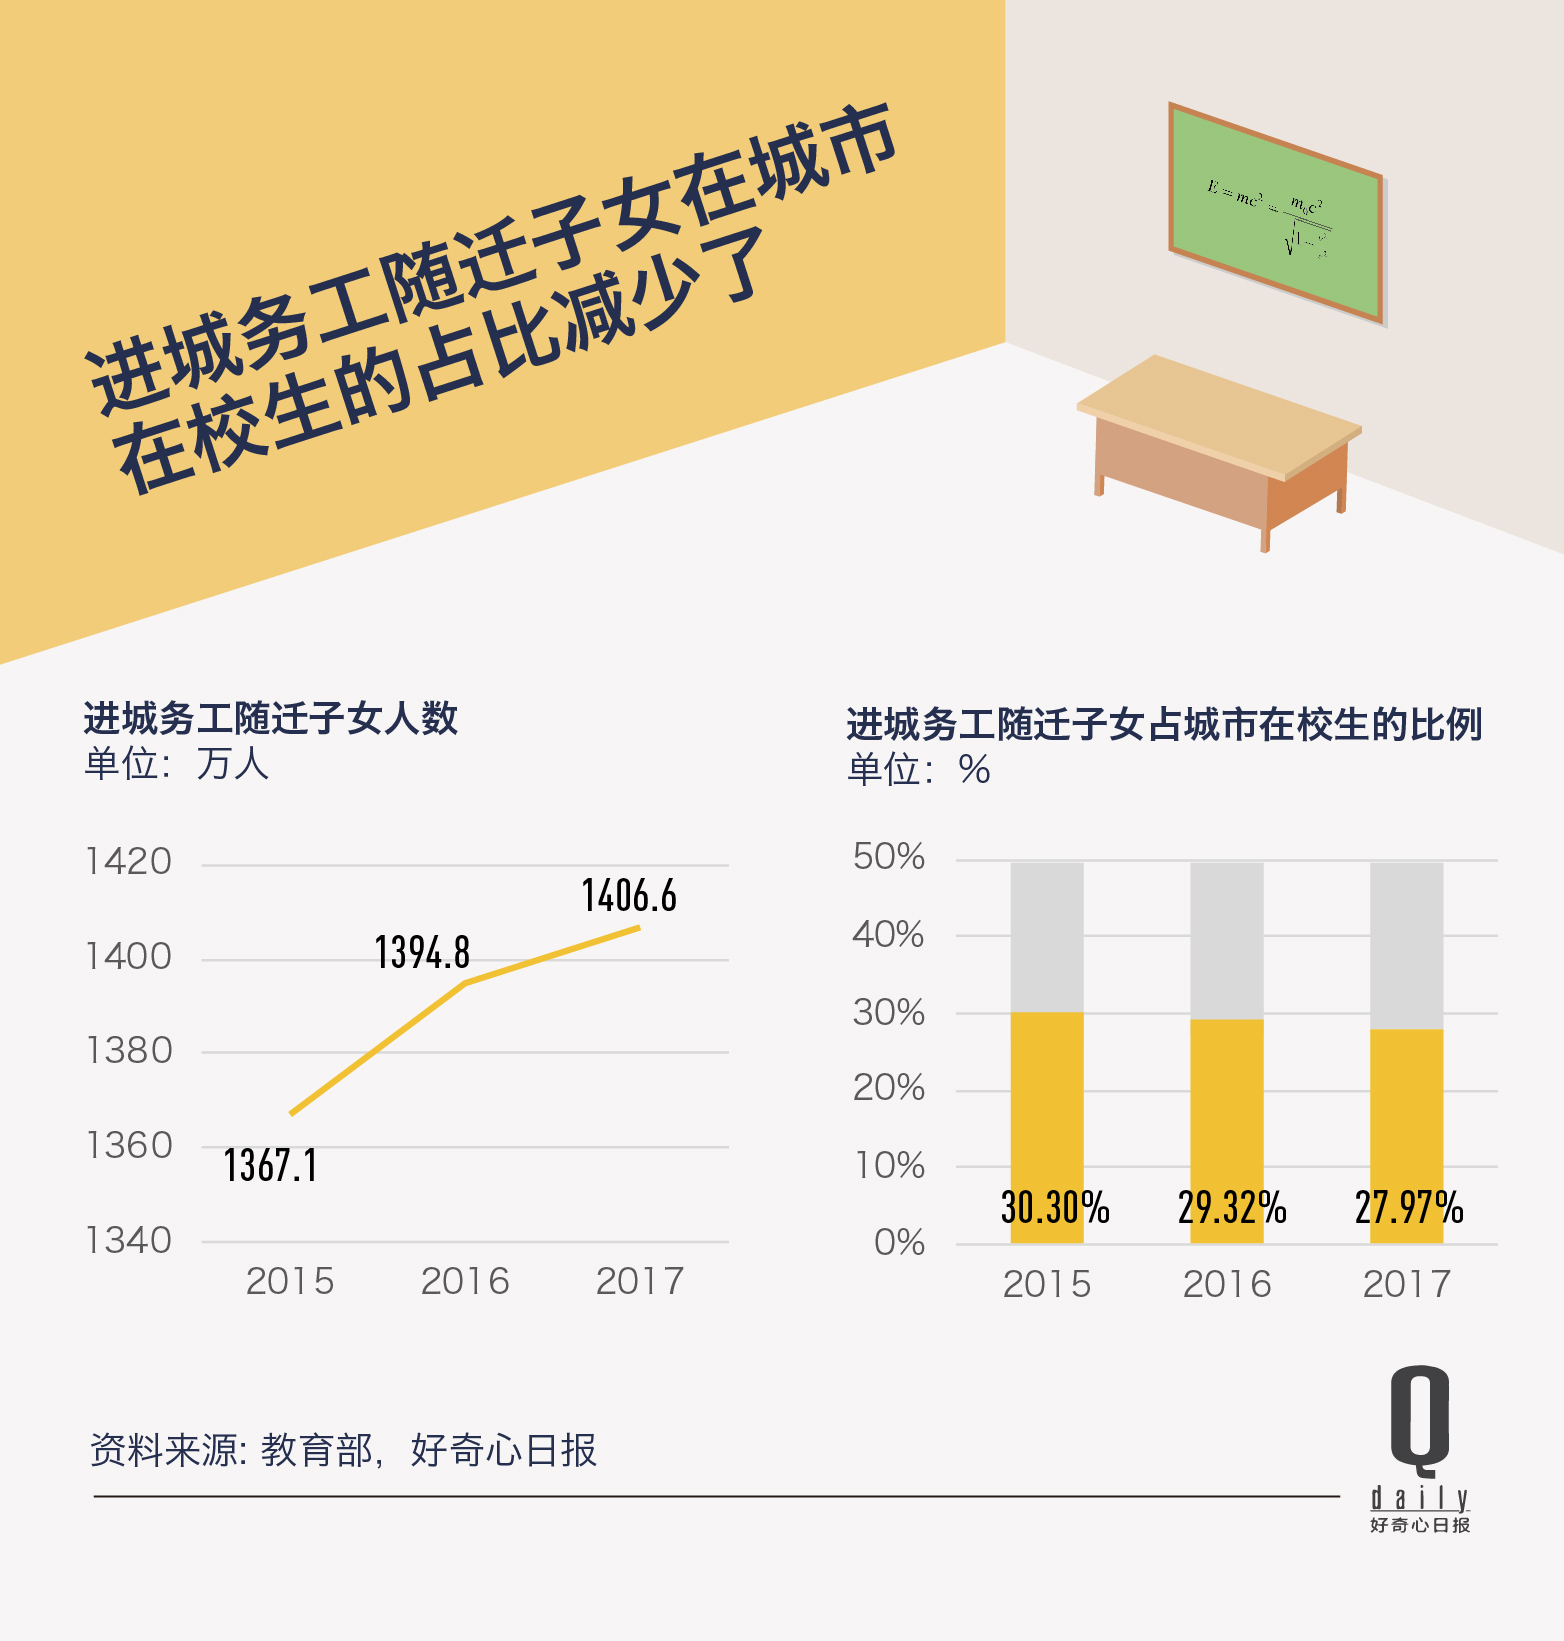 进城务工随迁子女在城市
在校生的占比减少了
E = mc² = m₀c²
进城务工随迁子女人数
单位：万人
1420
1400
1380
1360
1340
1367.1
1394.8
1406.6
2015 2016 2017
进城务工随迁子女占城市在校生的比例
单位：%
50%
40%
30%
20%
10%
0%
30.30% 29.32% 27.97%
2015 2016 2017
资料来源: 教育部，好奇心日报
Q
daily
好奇心日报